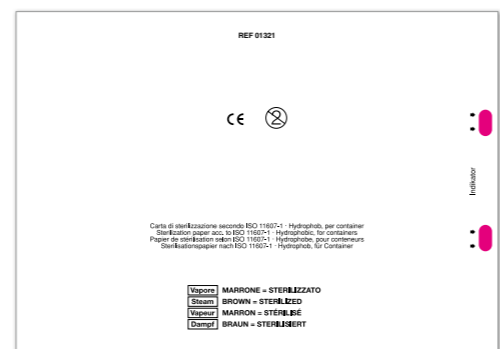 REF 01321
CE 2
Indikator
Carta di sterilizzazione secondo ISO 11607-1 · Hydrophob, per container
Sterilization paper acc. to ISO 11607-1 · Hydrophobic, for containers
Papier de stérilisation selon ISO 11607-1 · Hydrophobe, pour conteneurs
Sterilisationspapier nach ISO 11607-1 · Hydrophob, für Container
Vapore MARRONE = STERILIZZATO
Steam BROWN = STERILIZED
Vapeur MARRON = STÉRILISÉ
Dampf BRAUN = STERILISIERT